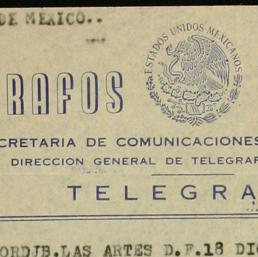 DE MEXICO..
RAFOS
ESTADOS UNIDOS MEXICANOS
CRETARIA DE COMUNICACIONES
DIRECCION GENERAL DE TELEGRAF
TELEGRA
ORDJB.LAS ARTES D.F.18 DIC